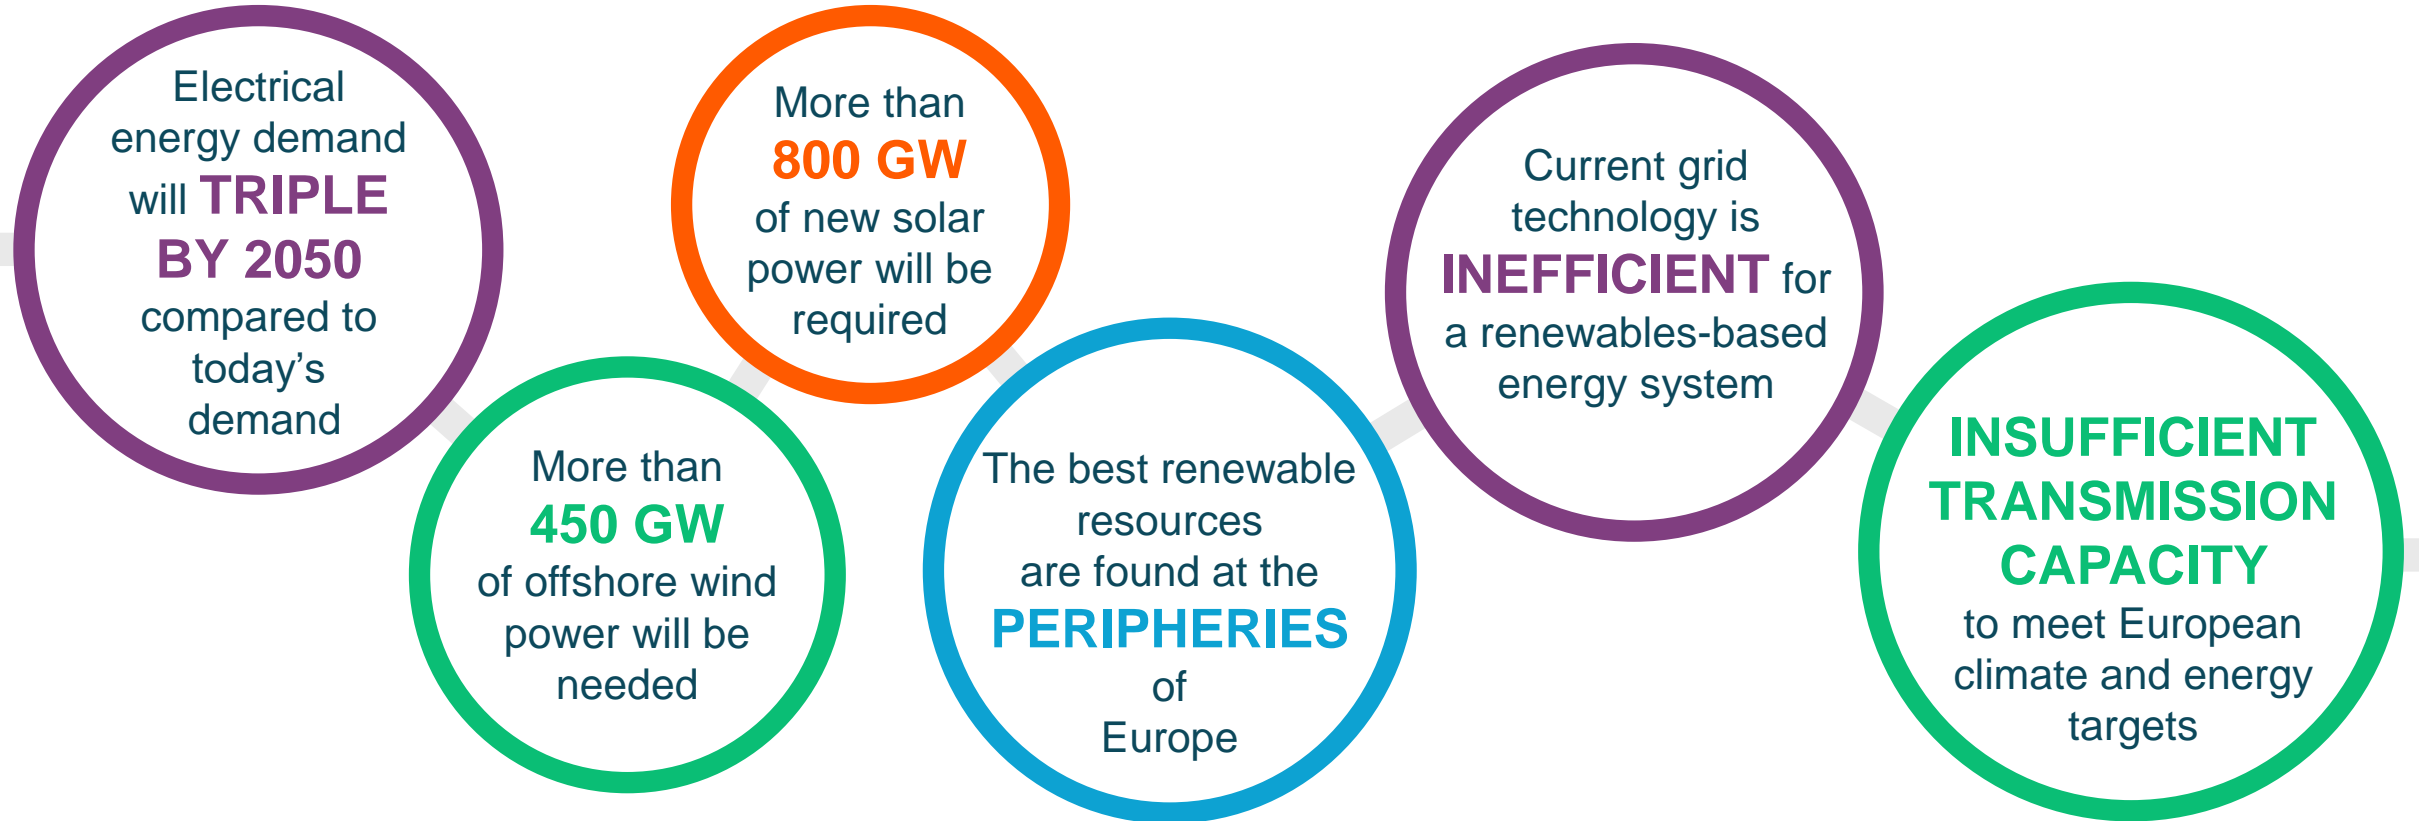 Electrical
energy demand
will TRIPLE
BY 2050
compared to
today’s
demand
More than
450 GW
of offshore wind
power will be
needed
More than
800 GW
of new solar
power will be
required
The best renewable
resources
are found at the
PERIPHERIES
of
Europe
Current grid
technology is
INEFFICIENT for
a renewables-based
energy system
INSUFFICIENT
TRANSMISSION
CAPACITY
to meet European
climate and energy
targets